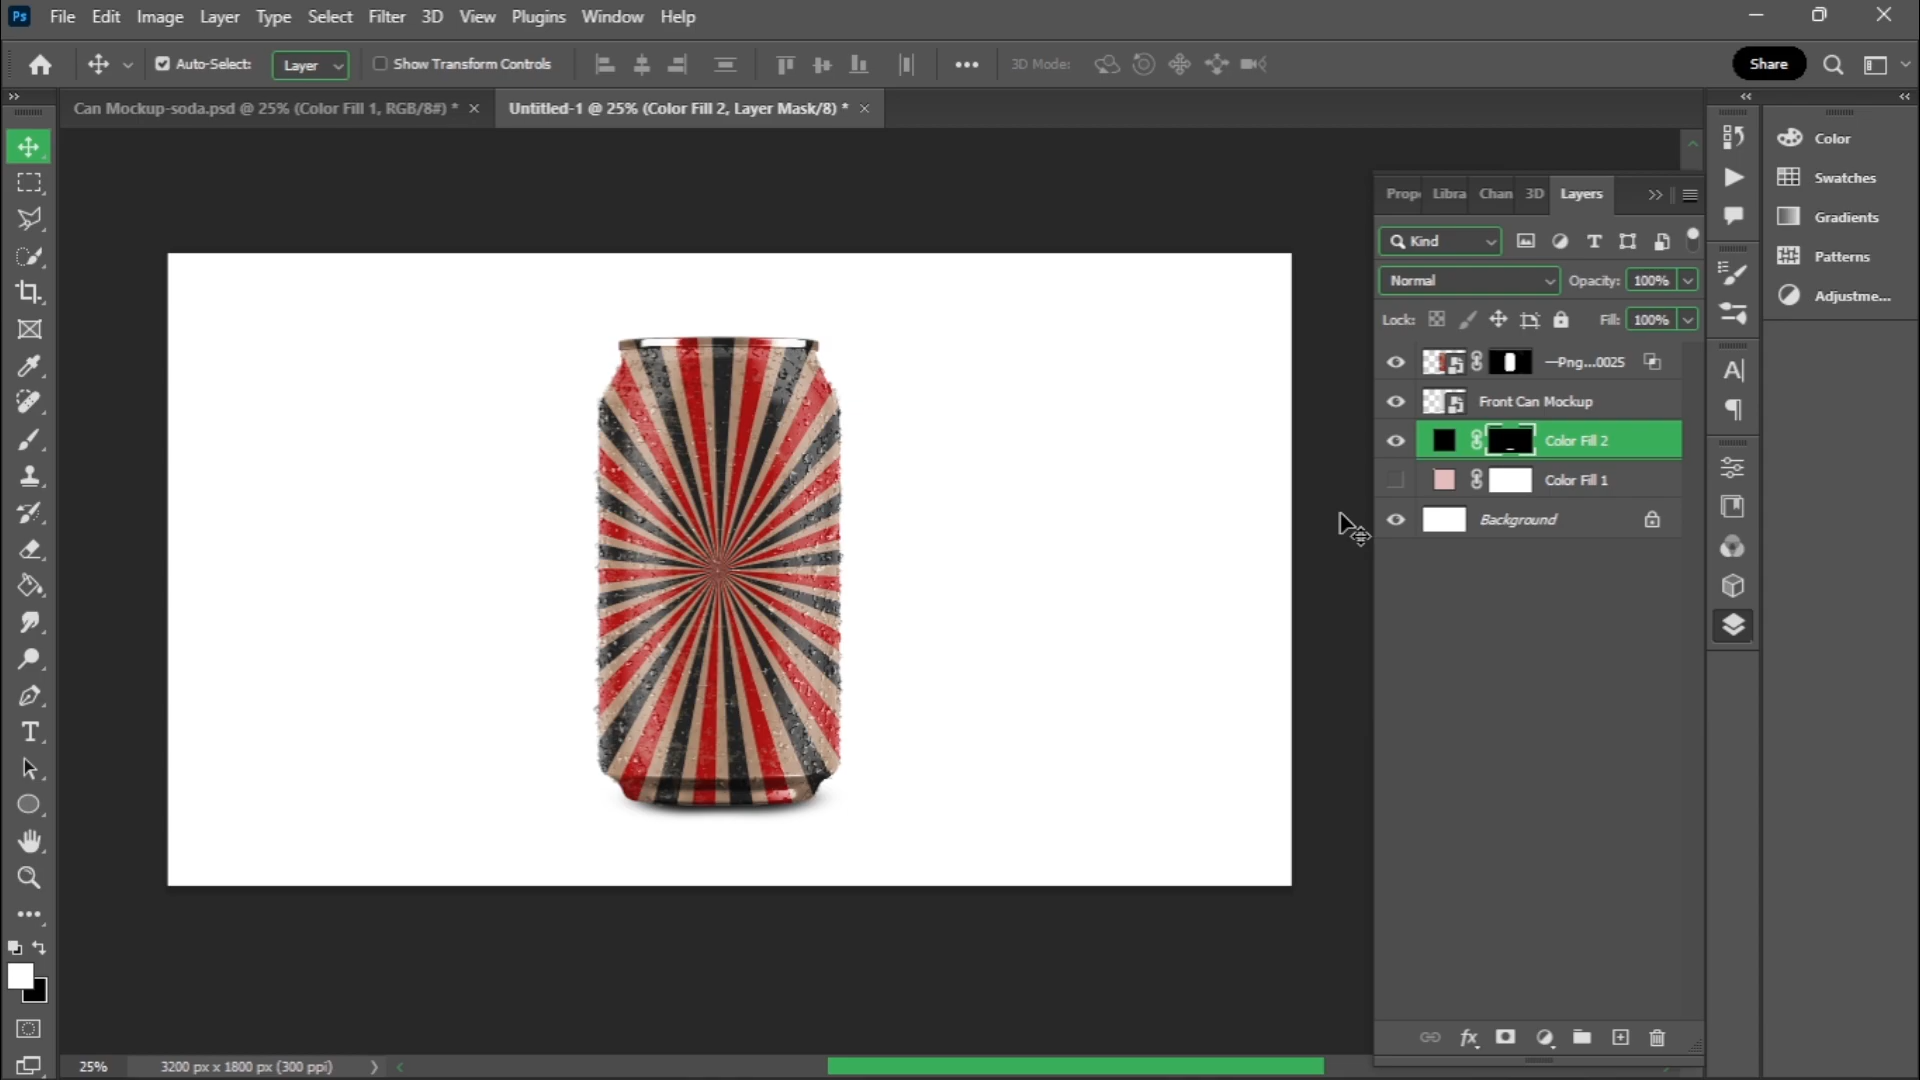 Ps File Edit Image Layer Type Select Filter 3D View Plugins Window Help
Auto-Select: Layer Show Transform Controls 3D Mode: Share
Can Mockup-soda.psd @ 25% (Color Fill 1, RGB/8#) *
Untitled-1 @ 25% (Color Fill 2, Layer Mask/8) *
Prop Libra Chan 3D Layers
Kind
Normal Opacity: 100%
Lock: Fill: 100%
—Png...0025
Front Can Mockup
Color Fill 2
Color Fill 1
Background
Color
Swatches
Gradients
Patterns
Adjustme...
25% 3200 px x 1800 px (300 ppi)